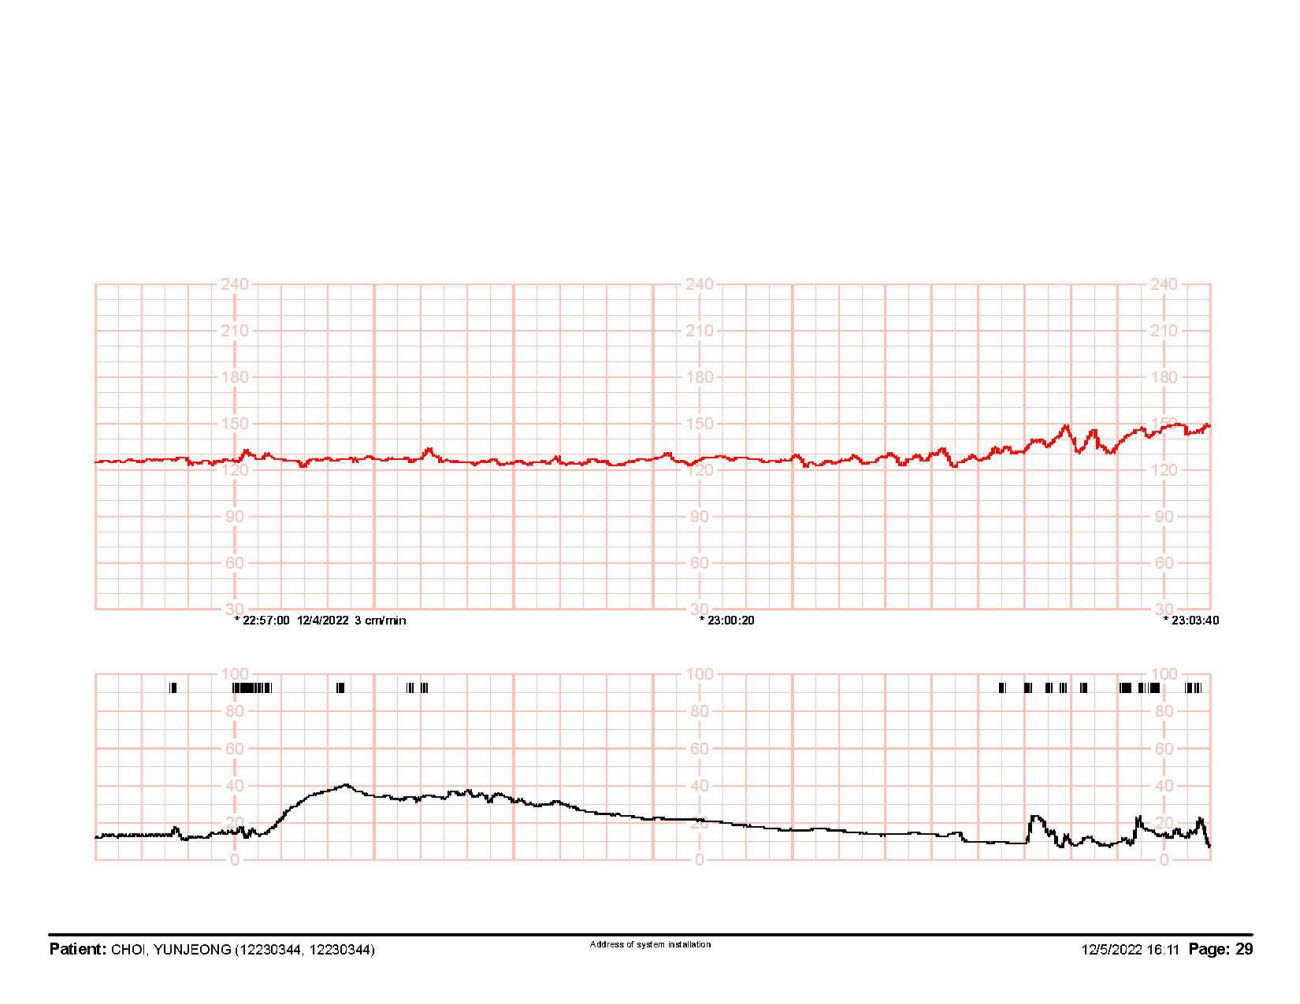 240 240 240
210 210 210
180 180 180
150 150 150
120 120 120
90 90 90
60 60 60
30 30 30
* 22:57:00 12/4/2022 3 cm/min * 23:00:20 * 23:03:40
100 100 100
80 80 80
60 60 60
40 40 40
20 20 20
0 0 0
Patient: CHOI, YUNJEONG (12230344, 12230344) Address of system installation 12/5/2022 16:11 Page: 29